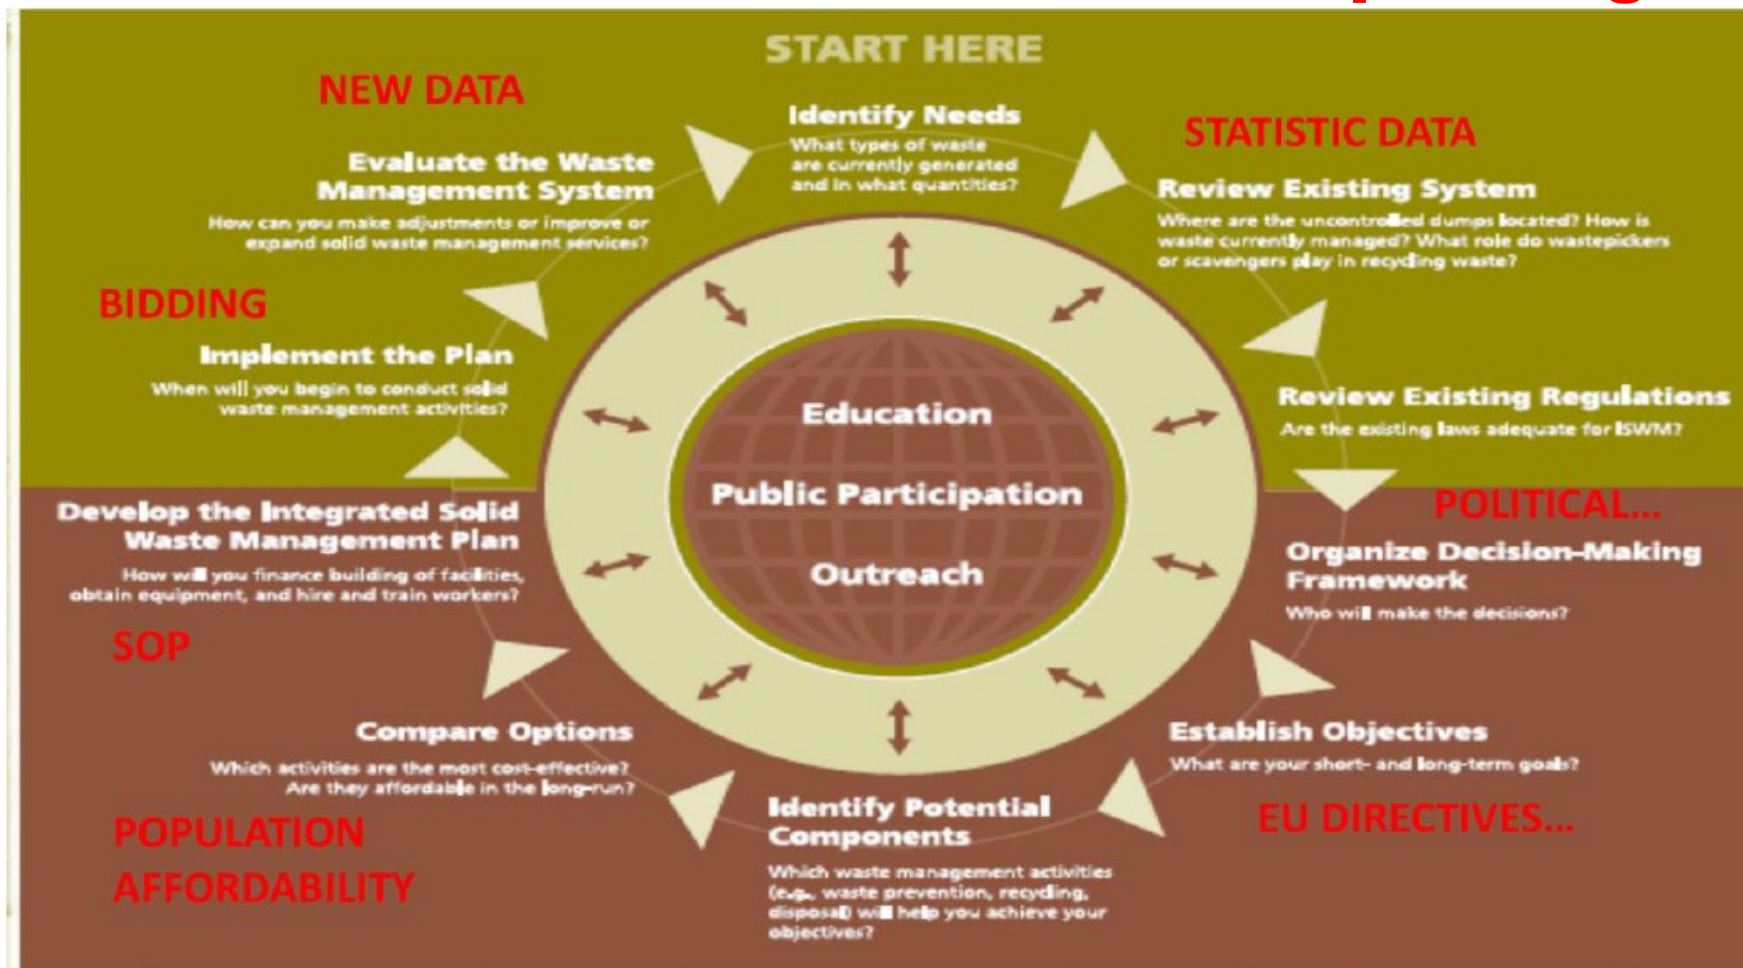 START HERE
Identify Needs
What types of waste
are currently generated
and in what quantities?
STATISTIC DATA
Review Existing System
Where are the uncontrolled dumps located? How is
waste currently managed? What role do wastepickers
or scavengers play in recycling waste?
Review Existing Regulations
Are the existing laws adequate for ISWM?
POLITICAL...
Organize Decision-Making
Framework
Who will make the decisions?
Establish Objectives
What are your short- and long-term goals?
EU DIRECTIVES...
Identify Potential
Components
Which waste management activities
(e.g., waste prevention, recycling,
disposal) will help you achieve your
objectives?
Compare Options
Which activities are the most cost-effective?
Are they affordable in the long-run?
POPULATION
AFFORDABILITY
Develop the Integrated Solid
Waste Management Plan
How will you finance building of facilities,
obtain equipment, and hire and train workers?
SOP
BIDDING
Implement the Plan
When will you begin to conduct solid
waste management activities?
NEW DATA
Evaluate the Waste
Management System
How can you make adjustments or improve or
expand solid waste management services?
Education
Public Participation
Outreach